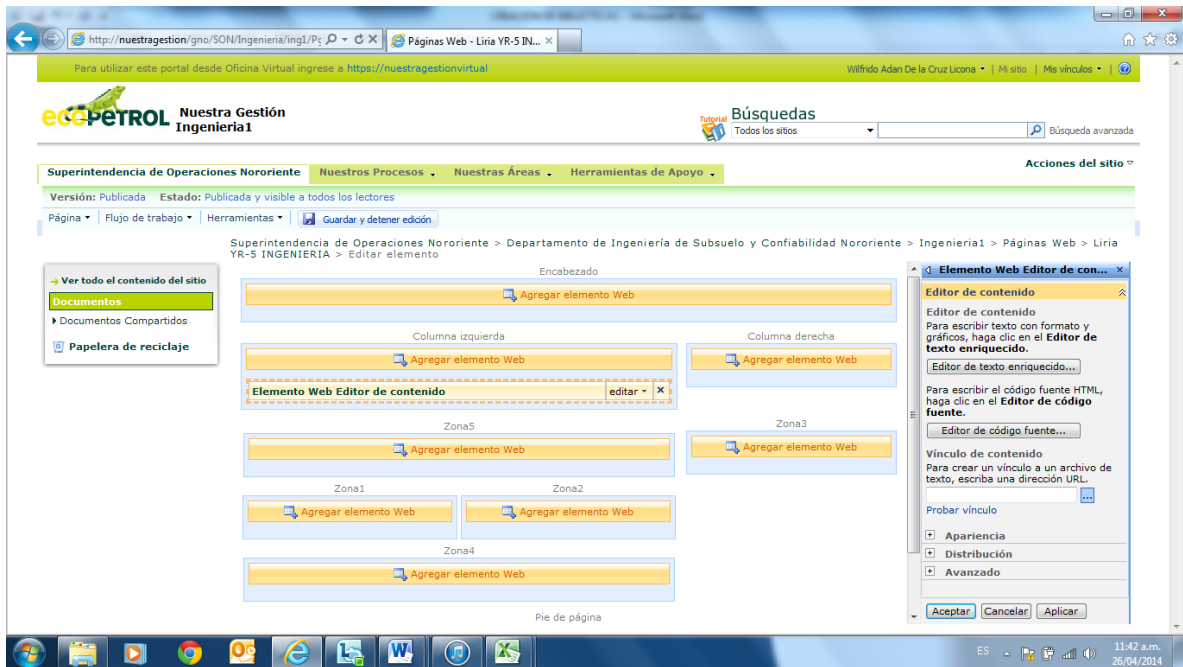 http://nuestragestion/gno/SON/Ingenieria/ing1/Pç
Páginas Web - Liria YR-5 IN...
Para utilizar este portal desde Oficina Virtual ingrese a https://nuestragestionvirtual
Wilfrido Adan De la Cruz Licona | Mi sitio | Mis vínculos |
ecopETROL
Nuestra Gestión
Ingenieria1
Tutorial
Búsquedas
Todos los sitios
Búsqueda avanzada
Acciones del sitio
Superintendencia de Operaciones Nororiente Nuestros Procesos Nuestras Áreas Herramientas de Apoyo
Versión: Publicada Estado: Publicada y visible a todos los lectores
Página Flujo de trabajo Herramientas Guardar y detener edición
Superintendencia de Operaciones Nororiente > Departamento de Ingeniería de Subsuelo y Confiabilidad Nororiente > Ingenieria1 > Páginas Web > Liria
YR-5 INGENIERIA > Editar elemento
Ver todo el contenido del sitio
Documentos
Documentos Compartidos
Papelera de reciclaje
Encabezado
Agregar elemento Web
Columna izquierda
Agregar elemento Web
Elemento Web Editor de contenido editar
Columna derecha
Agregar elemento Web
Zona5
Agregar elemento Web
Zona3
Agregar elemento Web
Zona1
Agregar elemento Web
Zona2
Agregar elemento Web
Zona4
Agregar elemento Web
Pie de página
Elemento Web Editor de con...
Editor de contenido
Editor de contenido
Para escribir texto con formato y
gráficos, haga clic en el Editor de
texto enriquecido.
Editor de texto enriquecido...
Para escribir el código fuente HTML,
haga clic en el Editor de código
fuente.
Editor de código fuente...
Vínculo de contenido
Para crear un vínculo a un archivo de
texto, escriba una dirección URL.
...
Probar vínculo
Apariencia
Distribución
Avanzado
Aceptar Cancelar Aplicar
ES
11:42 a.m.
26/04/2014